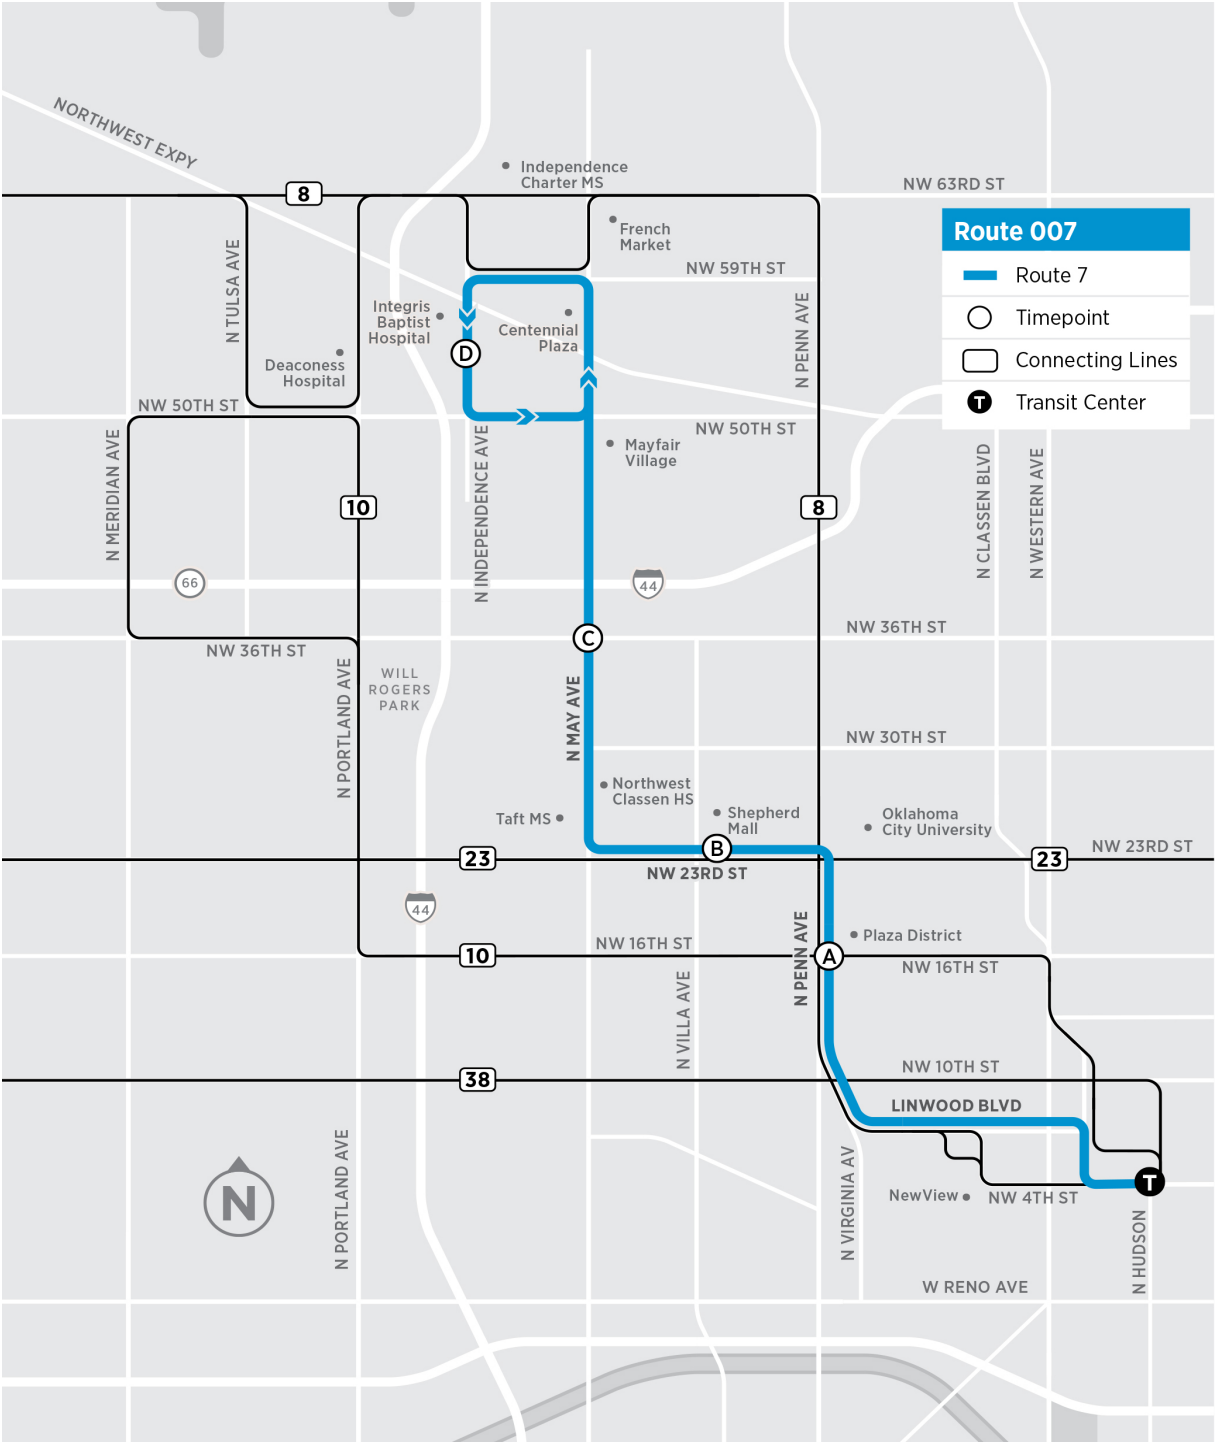 NORTHWEST EXPY
Independence
Charter MS
8
NW 63RD ST
French
Market
Route 007
Route 7
Timepoint
Connecting Lines
T
Transit Center
N TULSA AVE
NW 59TH ST
Integris
Baptist
Hospital
Centennial
Plaza
N PENN AVE
D
Deaconess
Hospital
NW 50TH ST
NW 50TH ST
Mayfair
Village
N MERIDIAN AVE
N INDEPENDENCE AVE
N CLASSEN BLVD
N WESTERN AVE
10
8
66
44
C
NW 36TH ST
NW 36TH ST
WILL
ROGERS
PARK
N PORTLAND AVE
N MAY AVE
NW 30TH ST
Northwest
Classen HS
Taft MS
Shepherd
Mall
Oklahoma
City University
B
NW 23RD ST
23
23
NW 23RD ST
44
N PENN AVE
Plaza District
NW 16TH ST
10
A
NW 16TH ST
N VILLA AVE
NW 10TH ST
38
LINWOOD BLVD
N PORTLAND AVE
N
N VIRGINIA AV
NewView
NW 4TH ST
T
N HUDSON
W RENO AVE